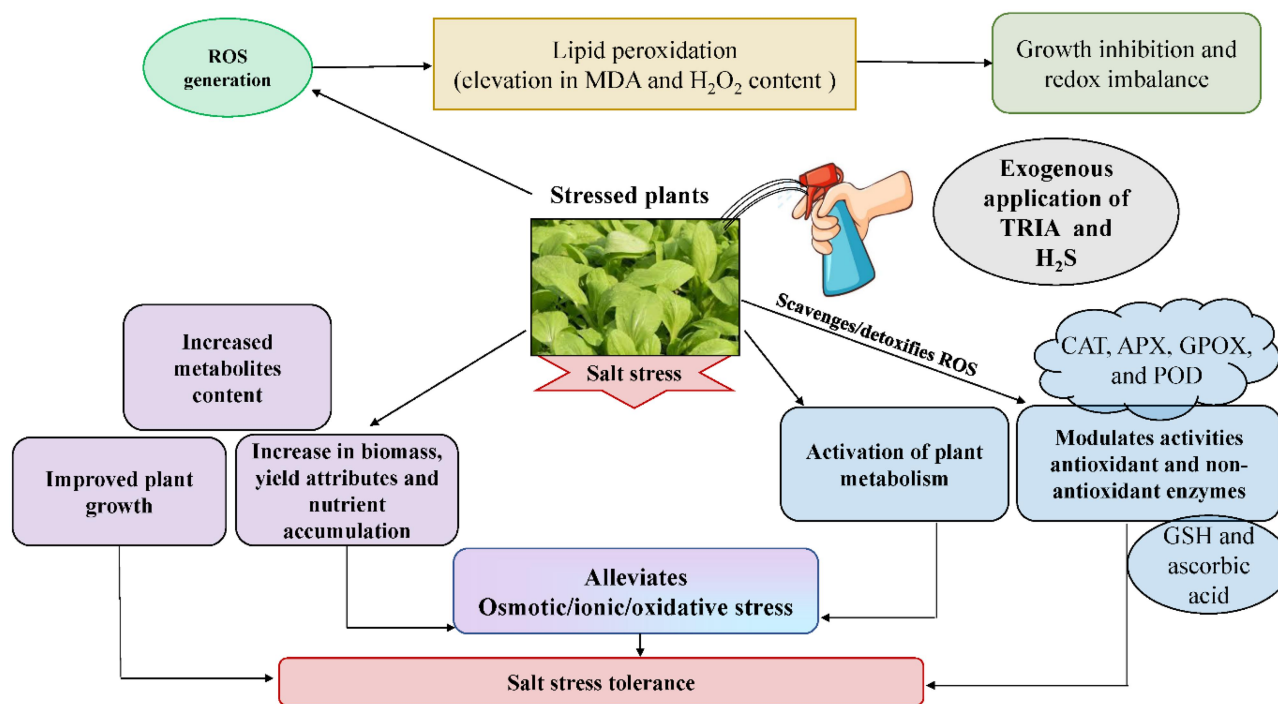 ROS
generation
Lipid peroxidation
(elevation in MDA and H₂O₂ content )
Growth inhibition and
redox imbalance
Stressed plants
Exogenous
application of
TRIA and
H₂S
Salt stress
Scavenges/detoxifies ROS
CAT, APX, GPOX,
and POD
Increased
metabolites
content
Improved plant
growth
Increase in biomass,
yield attributes and
nutrient
accumulation
Activation of plant
metabolism
Modulates activities
antioxidant and non-
antioxidant enzymes
GSH and
ascorbic
acid
Alleviates
Osmotic/ionic/oxidative stress
Salt stress tolerance